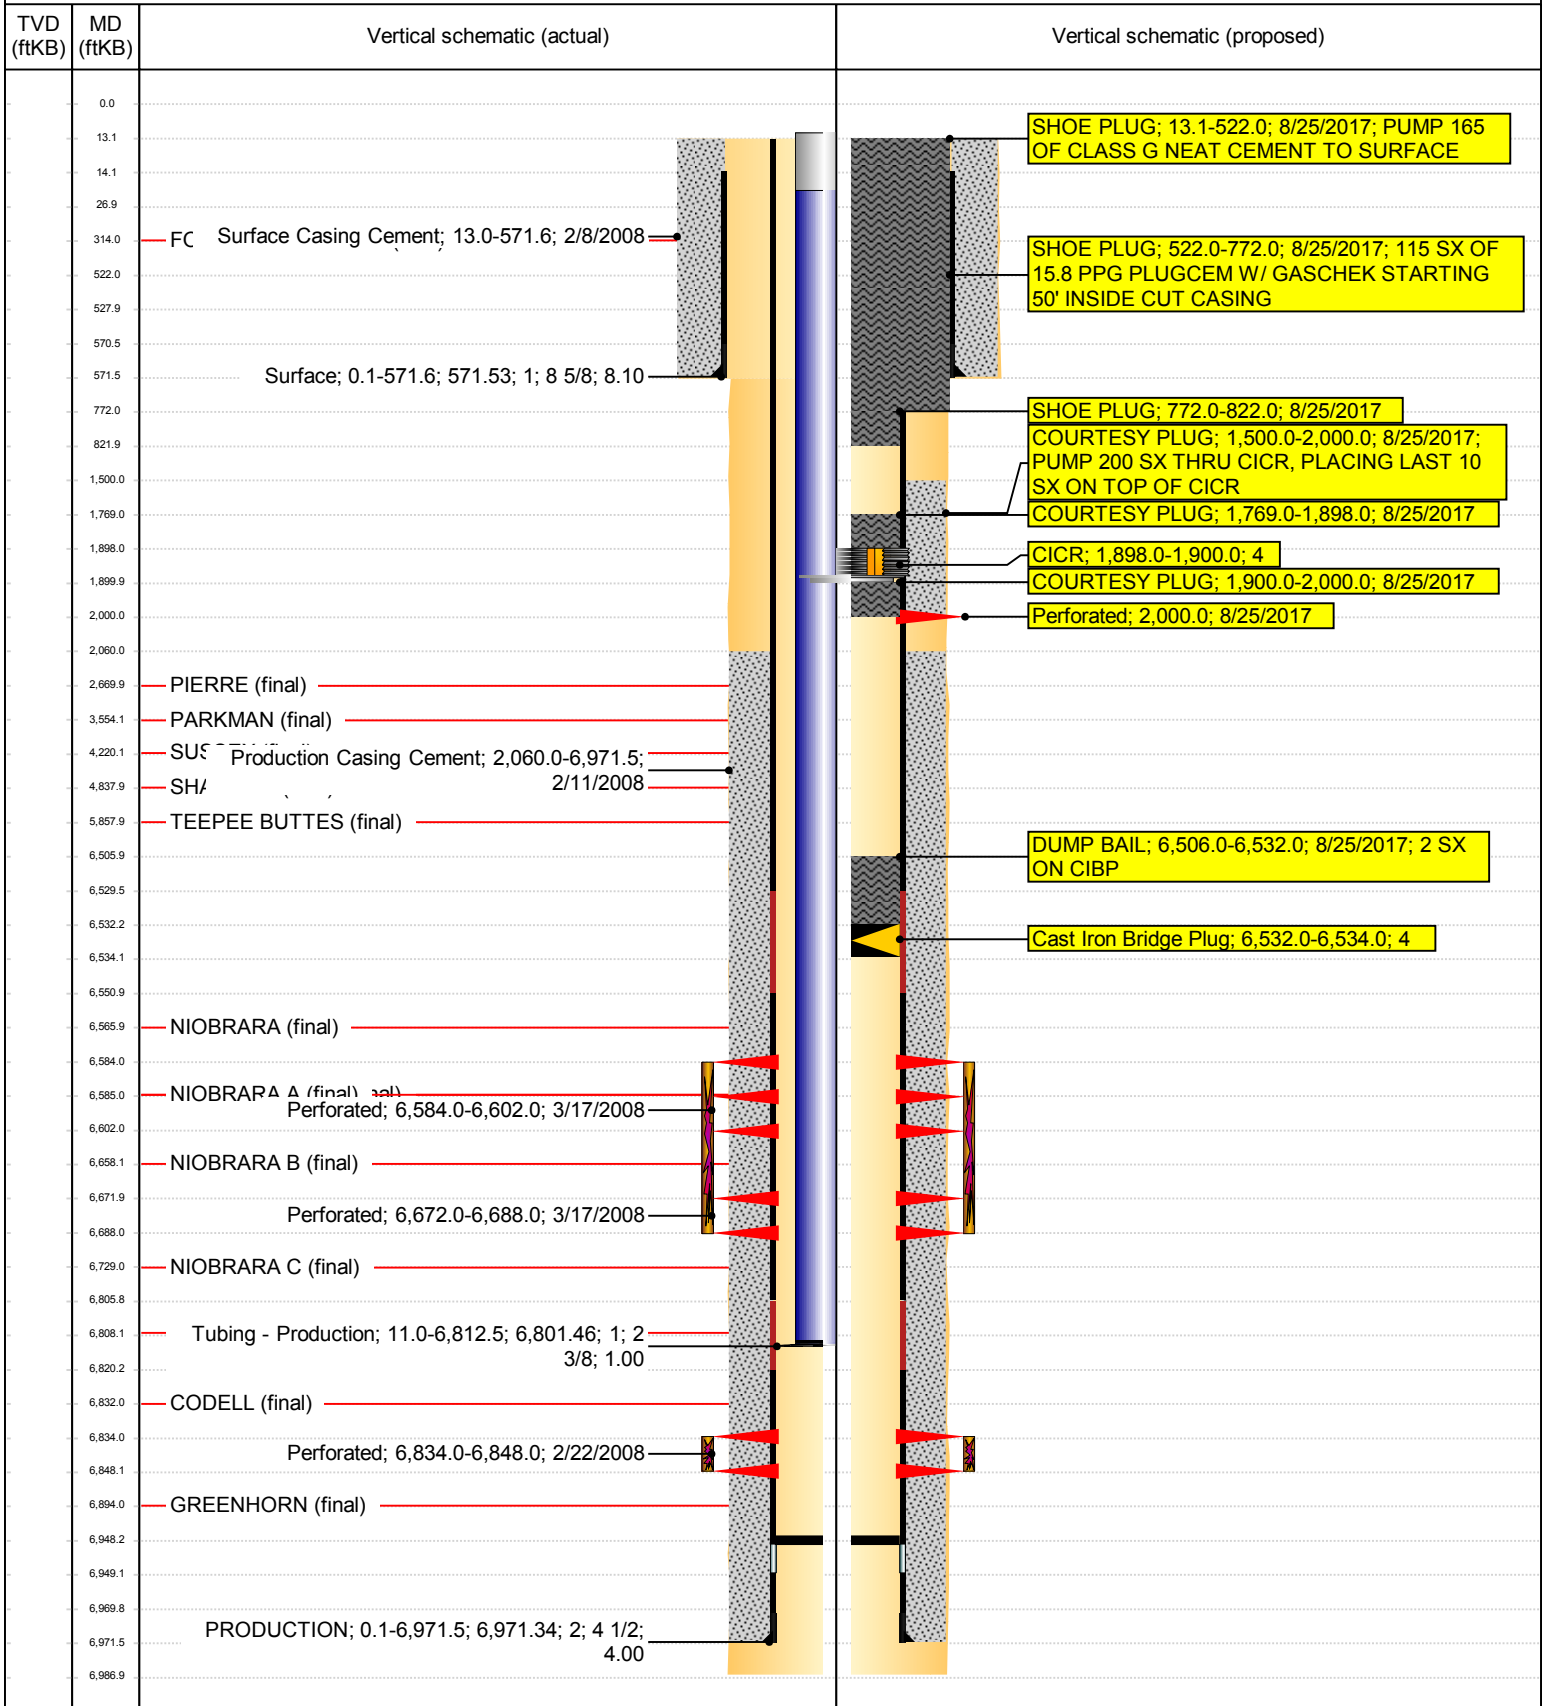 TVD (ftKB)
MD (ftKB)
Vertical schematic (actual)
Vertical schematic (proposed)
0.0
13.1
14.1
26.9
314.0
522.0
527.9
570.5
571.5
772.0
821.9
1,500.0
1,769.0
1,898.0
1,899.9
2,000.0
2,060.0
2,669.9
3,554.1
4,220.1
4,837.9
5,857.9
6,505.9
6,529.5
6,532.2
6,534.1
6,550.9
6,565.9
6,584.0
6,585.0
6,602.0
6,658.1
6,671.9
6,688.0
6,729.0
6,805.8
6,808.1
6,820.2
6,832.0
6,834.0
6,848.1
6,894.0
6,948.2
6,949.1
6,969.8
6,971.5
6,986.9
Surface Casing Cement; 13.0-571.6; 2/8/2008
Surface; 0.1-571.6; 571.53; 1; 8 5/8; 8.10
PIERRE (final)
PARKMAN (final)
Production Casing Cement; 2,060.0-6,971.5;
2/11/2008
TEEPEE BUTTES (final)
NIOBRARA (final)
NIOBRARA A (final)
Perforated; 6,584.0-6,602.0; 3/17/2008
NIOBRARA B (final)
Perforated; 6,672.0-6,688.0; 3/17/2008
NIOBRARA C (final)
Tubing - Production; 11.0-6,812.5; 6,801.46; 1; 2
3/8; 1.00
CODELL (final)
Perforated; 6,834.0-6,848.0; 2/22/2008
GREENHORN (final)
PRODUCTION; 0.1-6,971.5; 6,971.34; 2; 4 1/2;
4.00
SHOE PLUG; 13.1-522.0; 8/25/2017; PUMP 165
OF CLASS G NEAT CEMENT TO SURFACE
SHOE PLUG; 522.0-772.0; 8/25/2017; 115 SX OF
15.8 PPG PLUGCEM W/ GASCHEK STARTING
50' INSIDE CUT CASING
SHOE PLUG; 772.0-822.0; 8/25/2017
COURTESY PLUG; 1,500.0-2,000.0; 8/25/2017;
PUMP 200 SX THRU CICR, PLACING LAST 10
SX ON TOP OF CICR
COURTESY PLUG; 1,769.0-1,898.0; 8/25/2017
CICR; 1,898.0-1,900.0; 4
COURTESY PLUG; 1,900.0-2,000.0; 8/25/2017
Perforated; 2,000.0; 8/25/2017
DUMP BAIL; 6,506.0-6,532.0; 8/25/2017; 2 SX
ON CIBP
Cast Iron Bridge Plug; 6,532.0-6,534.0; 4